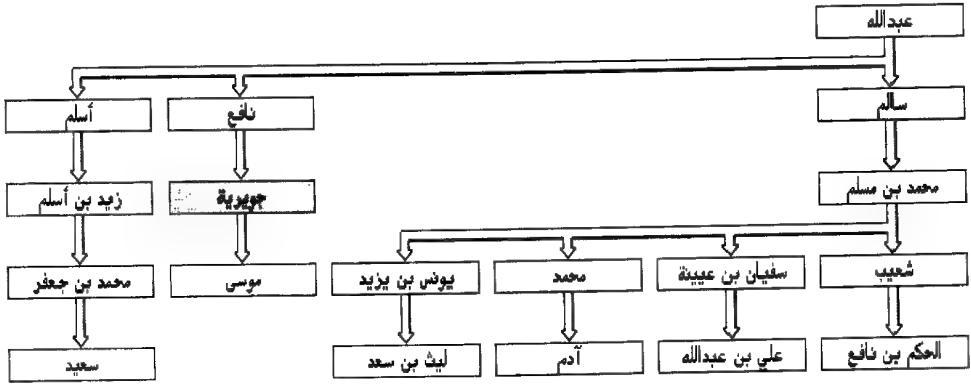 عبدالله
سالم
نافع
أسلم
محمد بن مسلم
جويرية
زيد بن أسلم
شعيب
سفيان بن عيينة
محمد
يونس بن يزيد
موسى
محمد بن جعفر
الحكم بن نافع
علي بن عبدالله
آدم
ليث بن سعد
سعيد